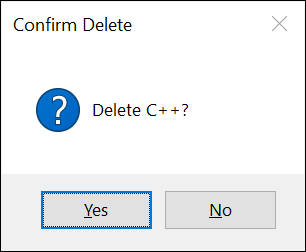 Confirm Delete
Delete C++?
Yes
No